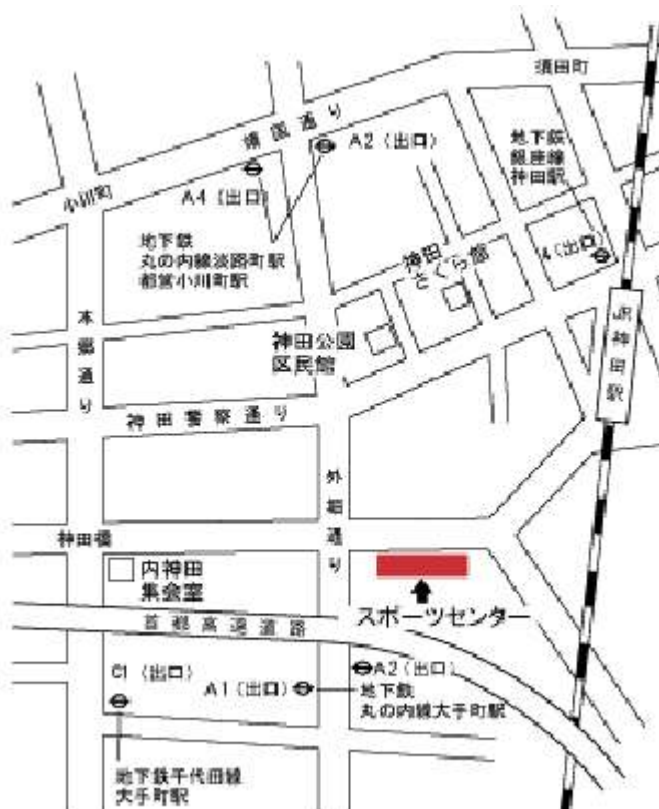 須田町
靖国通り
A2(出口)
地下鉄
銀座線
神田駅
小川町
A4(出口)
地下鉄
丸の内線淡路町駅
都営小川町駅
4(出口)
神田
さくら館
本郷通り
神田公園
区民館
JR神田駅
神田警察通り
外堀通り
神田橋
内神田
集会室
スポーツセンター
首都高速道路
C1(出口)
A1(出口)
A2(出口)
地下鉄
丸の内線大手町駅
地下鉄千代田線
大手町駅